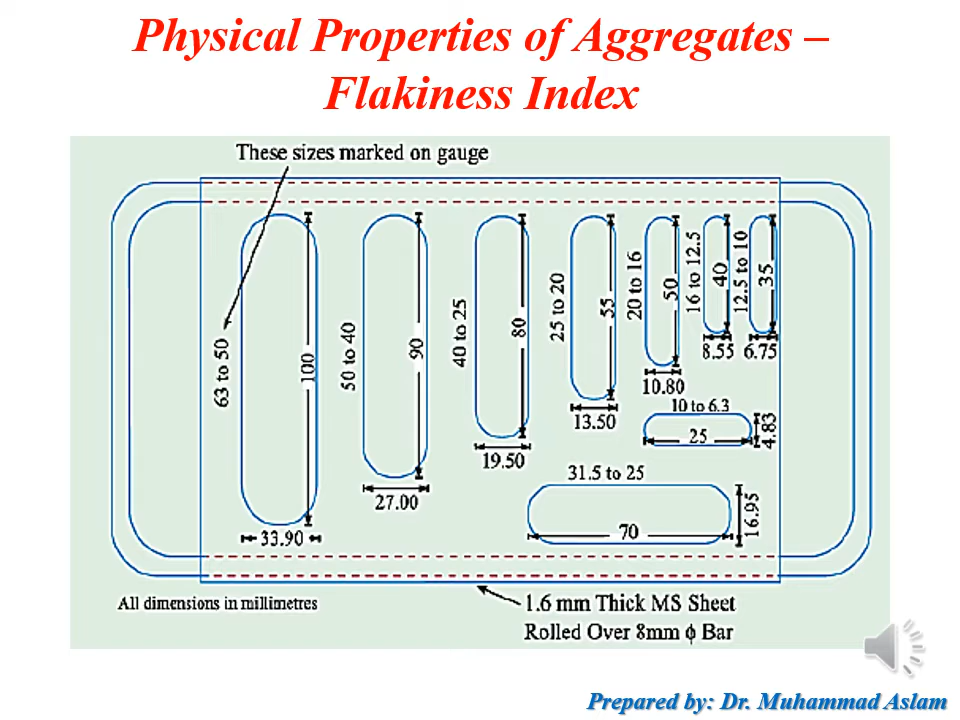 Physical Properties of Aggregates –
Flakiness Index
These sizes marked on gauge
63 to 50
100
33.90
50 to 40
90
27.00
40 to 25
80
19.50
25 to 20
55
13.50
20 to 16
50
10.80
16 to 12.5
40
8.55
12.5 to 10
35
6.75
10 to 6.3
25
4.83
31.5 to 25
70
16.95
All dimensions in millimetres
1.6 mm Thick MS Sheet
Rolled Over 8mm ϕ Bar
Prepared by: Dr. Muhammad Aslam